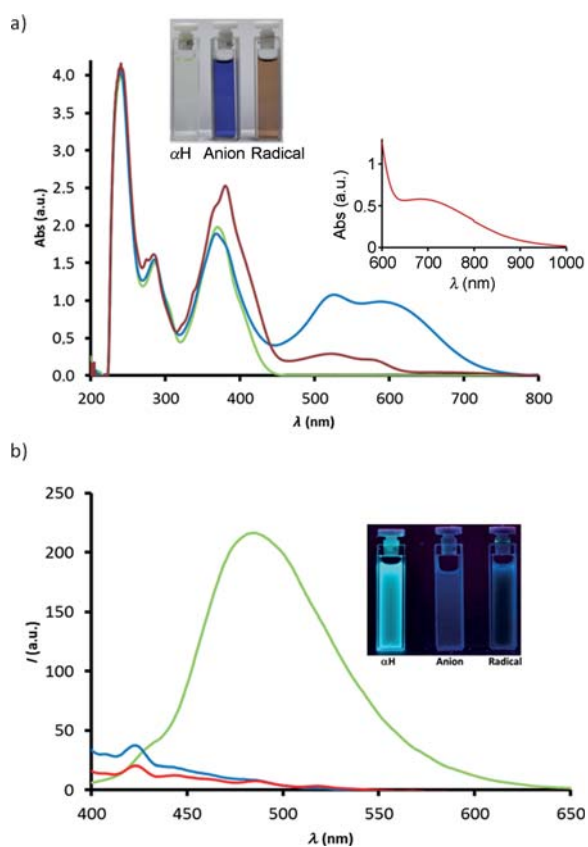 a)
4.0
3.5
3.0
2.5
2.0
1.5
1.0
0.5
0.0
Abs (a.u.)
200 300 400 500 600 700 800
λ (nm)
αH Anion Radical
1
0.5
0
Abs (a.u.)
600 700 800 900 1000
λ (nm)
b)
250
200
150
100
50
0
I (a.u.)
400 450 500 550 600 650
λ (nm)
αH Anion Radical